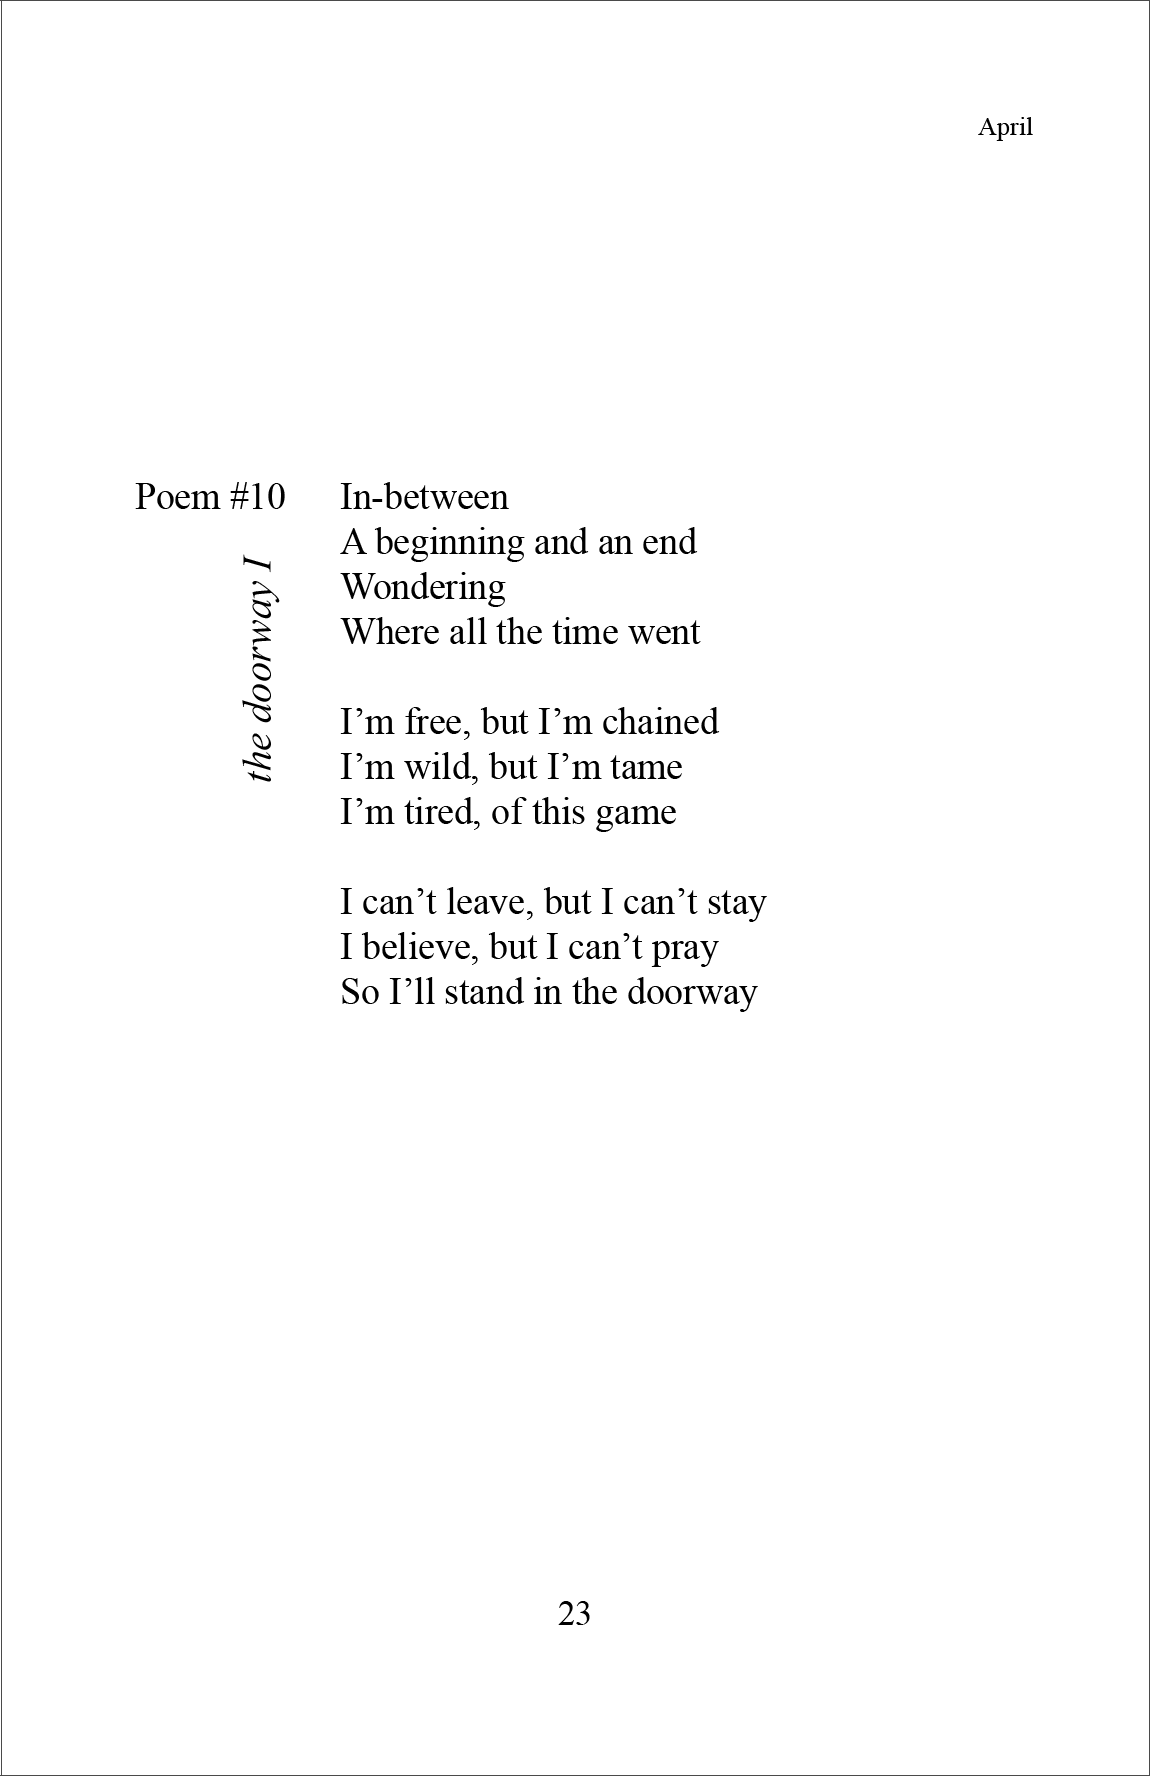 April
Poem #10
the doorway I
In-between
A beginning and an end
Wondering
Where all the time went
I’m free, but I’m chained
I’m wild, but I’m tame
I’m tired, of this game
I can’t leave, but I can’t stay
I believe, but I can’t pray
So I’ll stand in the doorway
23